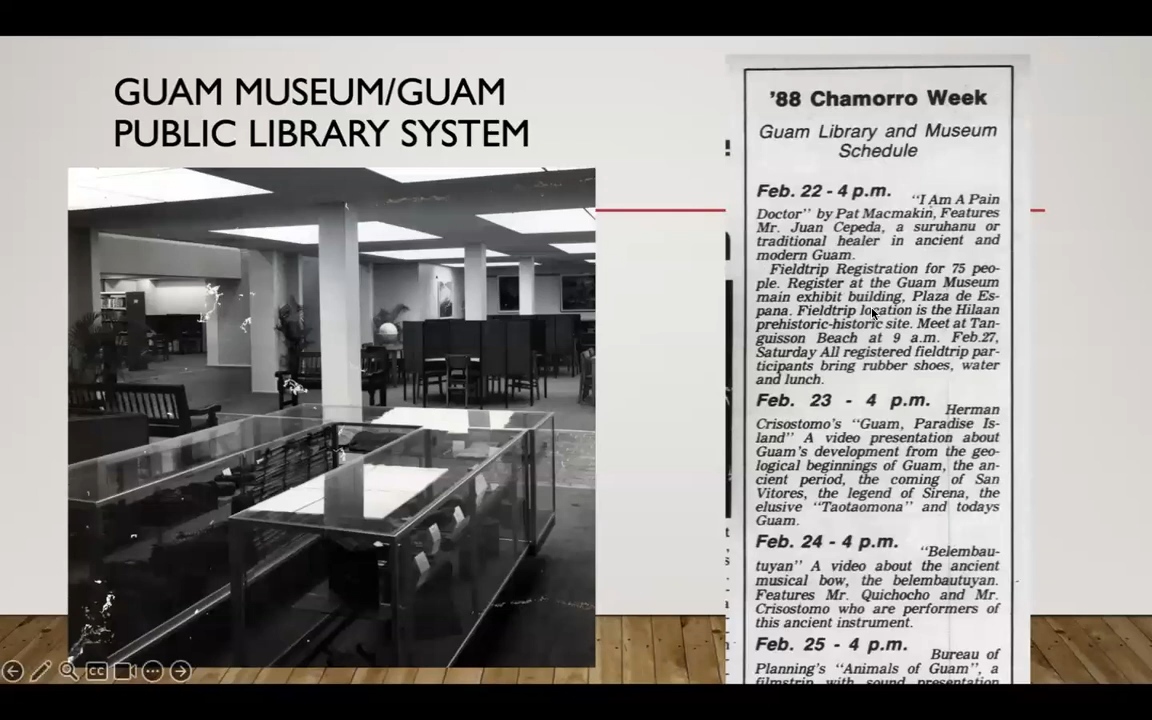 GUAM MUSEUM/GUAM
PUBLIC LIBRARY SYSTEM
'88 Chamorro Week
Guam Library and Museum
Schedule
Feb. 22 - 4 p.m.
"I Am A Pain
Doctor" by Pat Macmakin, Features
Mr. Juan Cepeda, a suruhanu or
traditional healer in ancient and
modern Guam.
Fieldtrip Registration for 75 peo-
ple. Register at the Guam Museum
main exhibit building, Plaza de Es-
pana. Fieldtrip location is the Hilaan
prehistoric-historic site. Meet at Tan-
guisson Beach at 9 a.m. Feb.27,
Saturday All registered fieldtrip par-
ticipants bring rubber shoes, water
and lunch.
Feb. 23 - 4 p.m.
Herman
Crisostomo's "Guam, Paradise Is-
land" A video presentation about
Guam's development from the geo-
logical beginnings of Guam, the an-
cient period, the coming of San
Vitores, the legend of Sirena, the
elusive "Taotaomona" and todays
Guam.
Feb. 24 - 4 p.m.
"Belembau-
tuyan" A video about the ancient
musical bow, the belembautuyan.
Features Mr. Quichocho and Mr.
Crisostomo who are performers of
this ancient instrument.
Feb. 25 - 4 p.m.
Bureau of
Planning's "Animals of Guam", a
filmstrip with sound presentation
CC